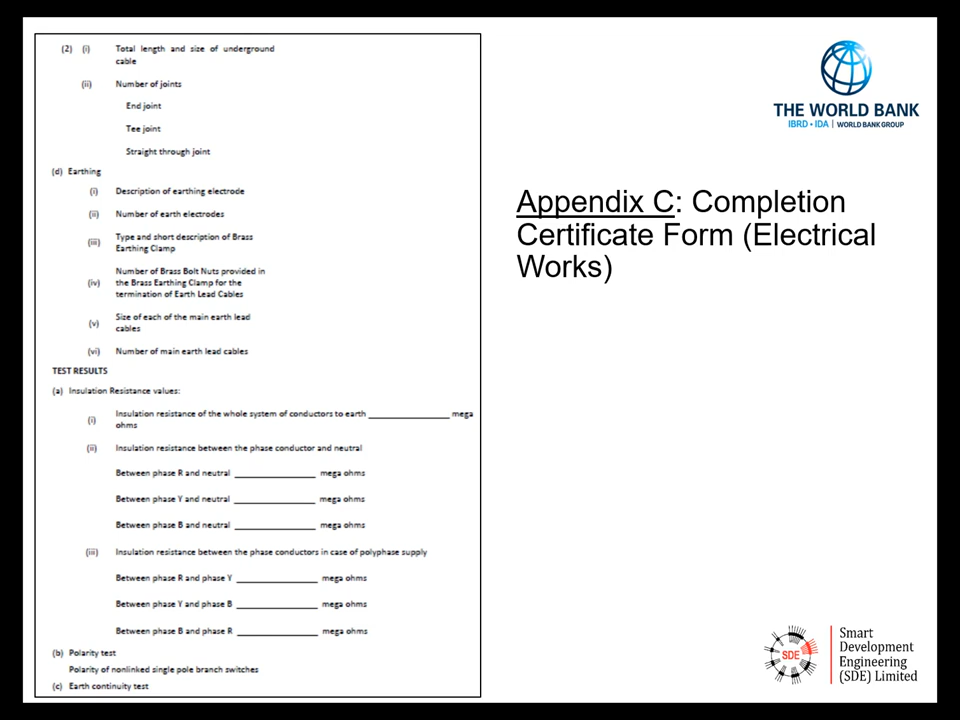 (2) (i) Total length and size of underground
cable
(ii) Number of joints
End joint
Tee joint
Straight through joint
(d) Earthing
(i) Description of earthing electrode
(ii) Number of earth electrodes
(iii) Type and short description of Brass
Earthing Clamp
(iv) Number of Brass Bolt Nuts provided in
the Brass Earthing Clamp for the
termination of Earth Lead Cables
(v) Size of each of the main earth lead
cables
(vi) Number of main earth lead cables
TEST RESULTS
(a) Insulation Resistance values:
(i) Insulation resistance of the whole system of conductors to earth ________________ mega
ohms
(ii) Insulation resistance between the phase conductor and neutral
Between phase R and neutral ________________ mega ohms
Between phase Y and neutral ________________ mega ohms
Between phase B and neutral ________________ mega ohms
(iii) Insulation resistance between the phase conductors in case of polyphase supply
Between phase R and phase Y ________________ mega ohms
Between phase Y and phase B ________________ mega ohms
Between phase B and phase R ________________ mega ohms
(b) Polarity test
Polarity of nonlinked single pole branch switches
(c) Earth continuity test
THE WORLD BANK
IBRD • IDA | WORLD BANK GROUP
Appendix C: Completion
Certificate Form (Electrical
Works)
SDE
Smart
Development
Engineering
(SDE) Limited